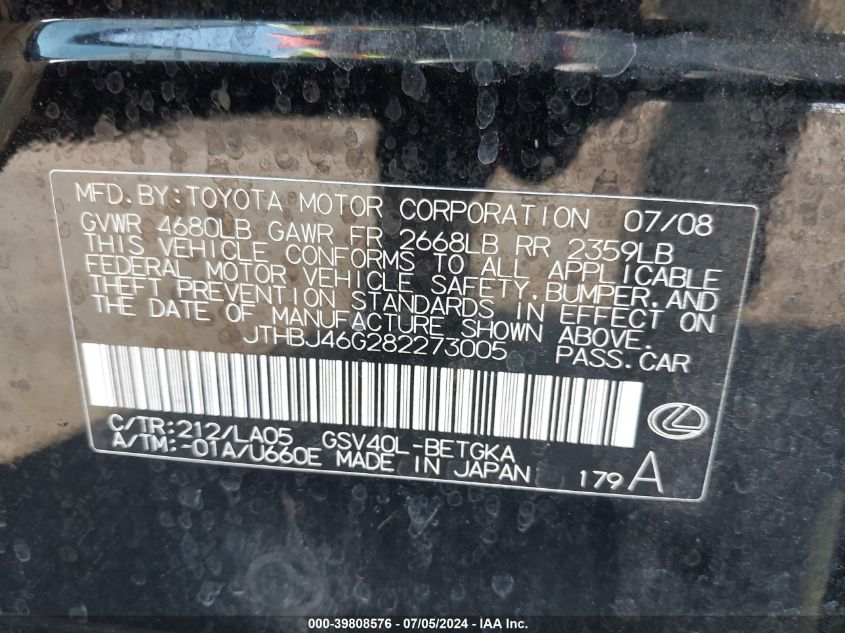 MFD.BY:TOYOTA MOTOR CORPORATION 07/08
GVWR 4680LB GAWR FR 2668LB RR 2359LB
THIS VEHICLE CONFORMS TO ALL APPLICABLE
FEDERAL MOTOR VEHICLE SAFETY,BUMPER,AND
THEFT PREVENTION STANDARDS IN EFFECT ON
THE DATE OF MANUFACTURE SHOWN ABOVE.
JTHBJ46G282273005 PASS.CAR
C/TR:212/LA05 GSV40L-BETGKA
A/TM:-01A/U660E MADE IN JAPAN 179A
000-39808576 / 07/05/2024 - IAA Inc.